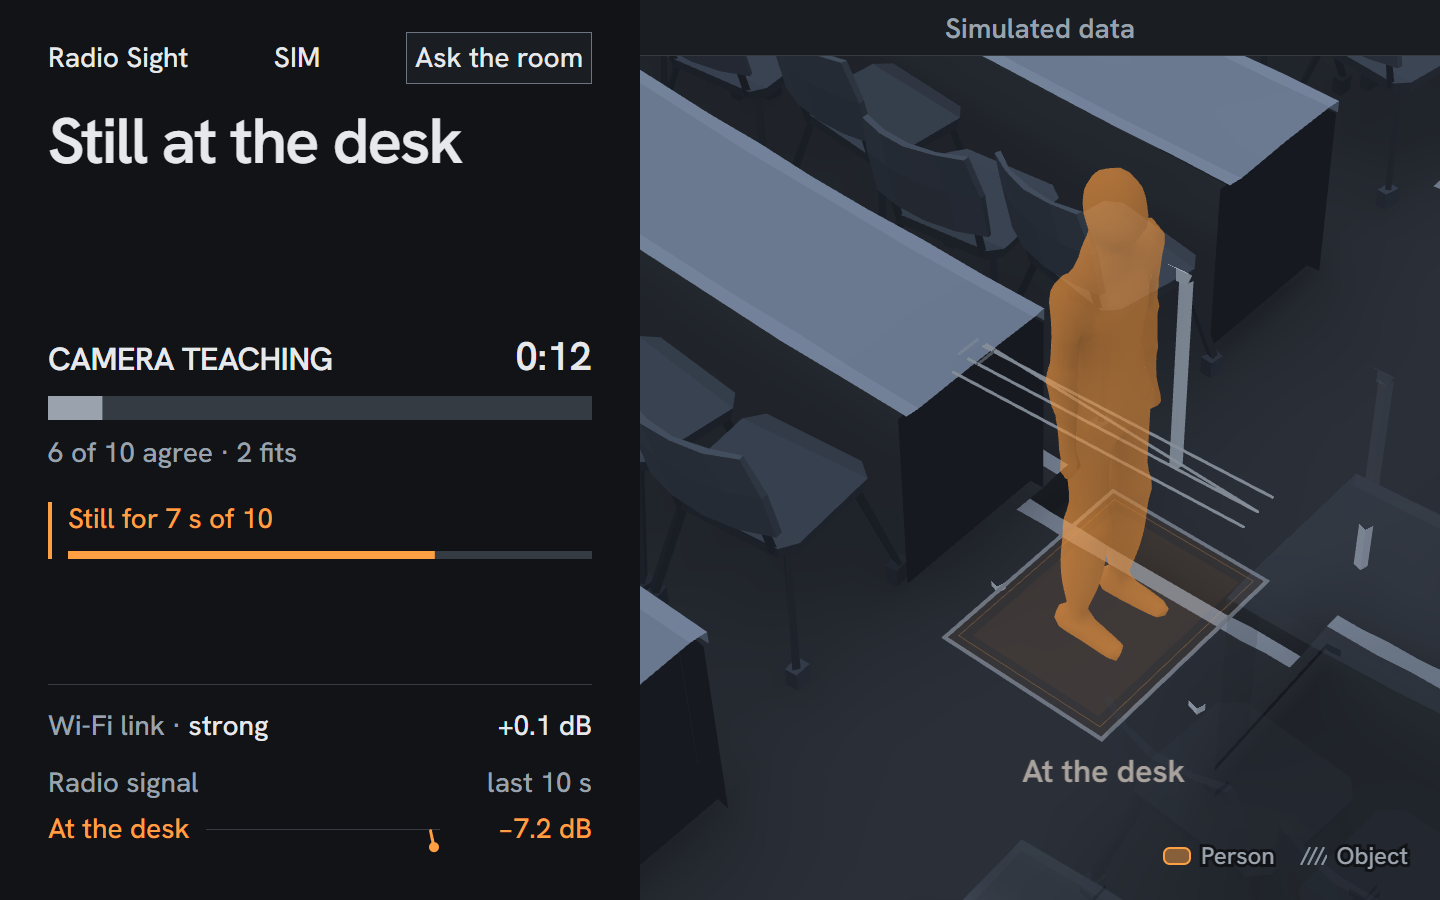 Radio Sight
SIM
Ask the room
Still at the desk
CAMERA TEACHING
0:12
6 of 10 agree · 2 fits
Still for 7 s of 10
Wi-Fi link · strong
+0.1 dB
Radio signal
last 10 s
At the desk
−7.2 dB
Simulated data
At the desk
Person
Object